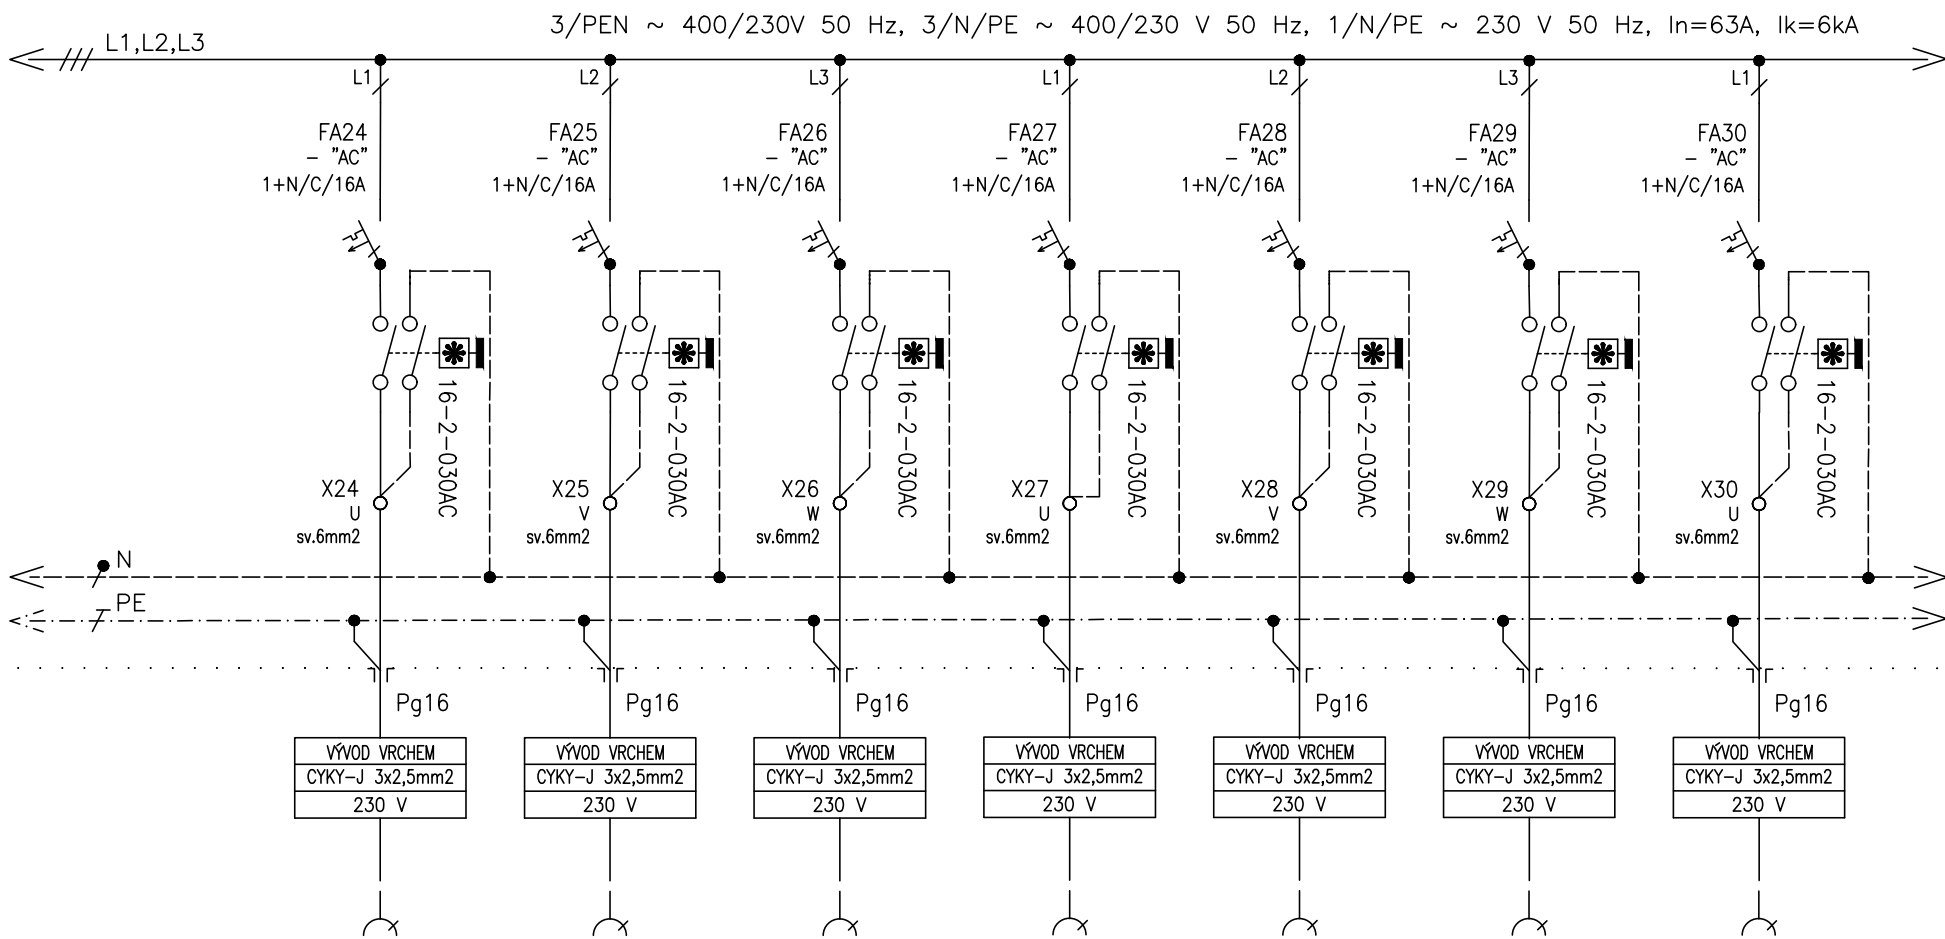 3/PEN ~ 400/230V 50 Hz, 3/N/PE ~ 400/230 V 50 Hz, 1/N/PE ~ 230 V 50 Hz, In=63A, Ik=6kA
L1,L2,L3
L1 L2 L3 L1 L2 L3 L1
FA24 FA25 FA26 FA27 FA28 FA29 FA30
- "AC" - "AC" - "AC" - "AC" - "AC" - "AC" - "AC"
1+N/C/16A 1+N/C/16A 1+N/C/16A 1+N/C/16A 1+N/C/16A 1+N/C/16A 1+N/C/16A
16-2-030AC 16-2-030AC 16-2-030AC 16-2-030AC 16-2-030AC 16-2-030AC 16-2-030AC
X24 X25 X26 X27 X28 X29 X30
U V W U V W U
sv.6mm2 sv.6mm2 sv.6mm2 sv.6mm2 sv.6mm2 sv.6mm2 sv.6mm2
N
PE
Pg16 Pg16 Pg16 Pg16 Pg16 Pg16 Pg16
VÝVOD VRCHEM VÝVOD VRCHEM VÝVOD VRCHEM VÝVOD VRCHEM VÝVOD VRCHEM VÝVOD VRCHEM VÝVOD VRCHEM
CYKY-J 3x2,5mm2 CYKY-J 3x2,5mm2 CYKY-J 3x2,5mm2 CYKY-J 3x2,5mm2 CYKY-J 3x2,5mm2 CYKY-J 3x2,5mm2 CYKY-J 3x2,5mm2
230 V 230 V 230 V 230 V 230 V 230 V 230 V